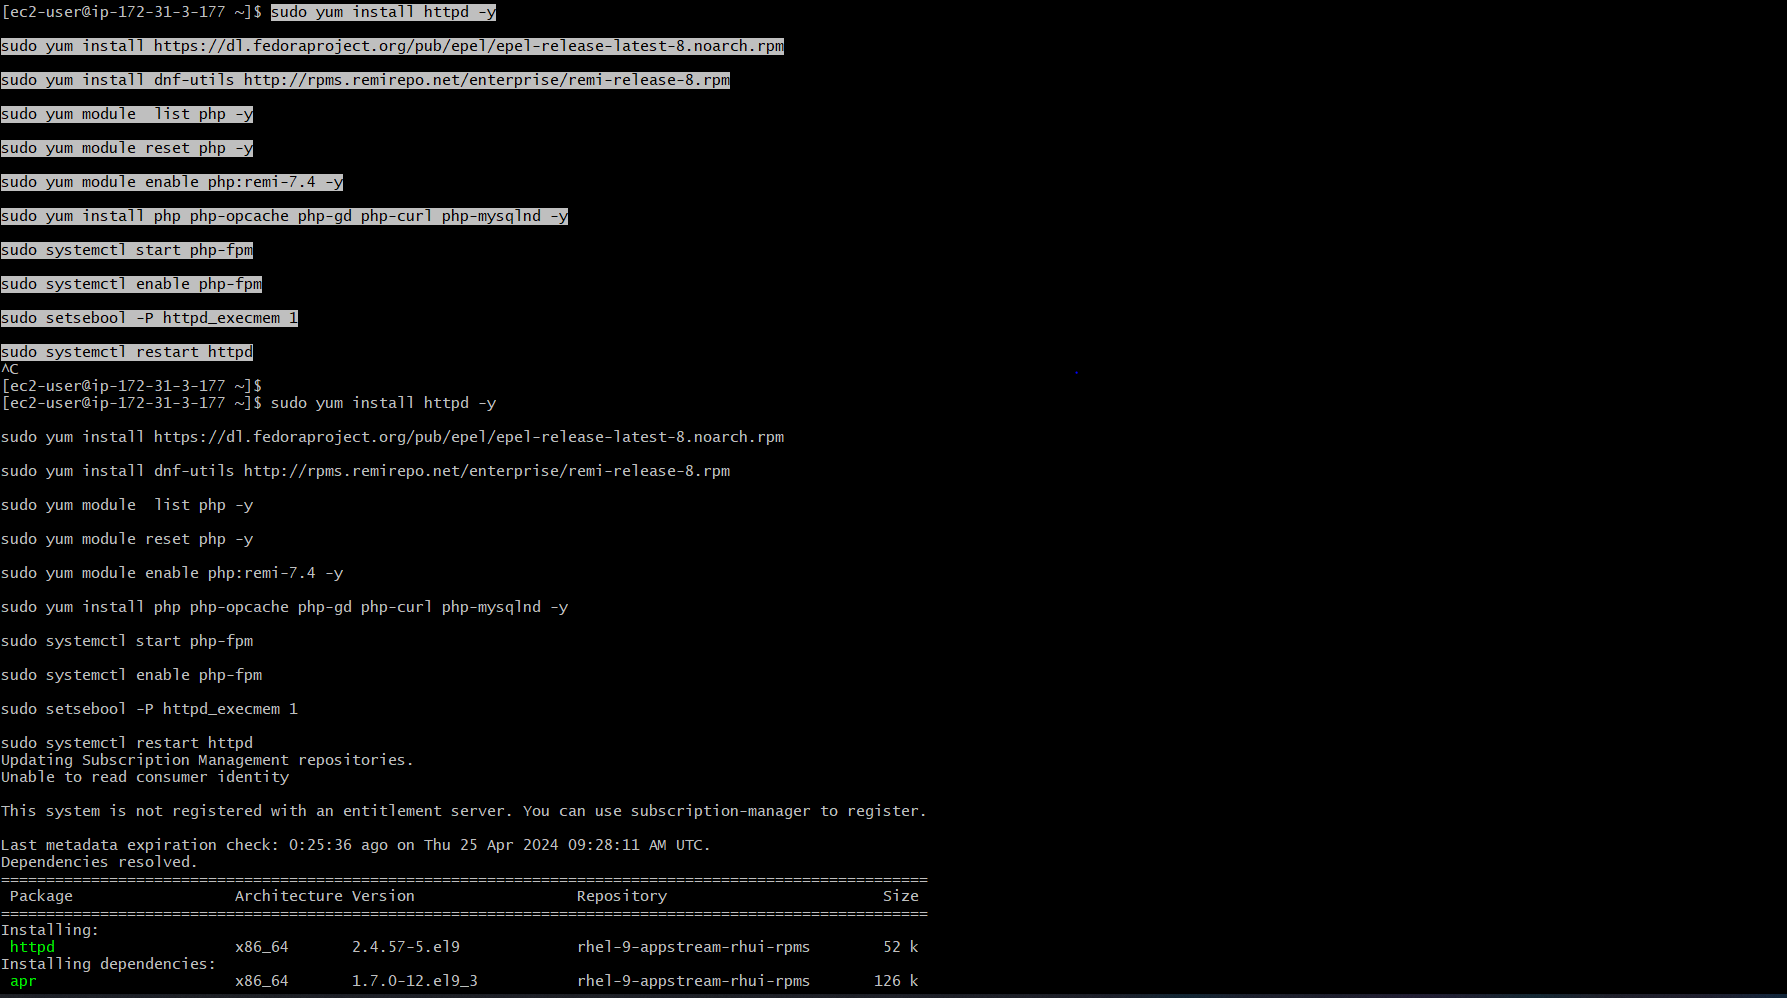 [ec2-user@ip-172-31-3-177 ~]$ sudo yum install httpd -y
sudo yum install https://dl.fedoraproject.org/pub/epel/epel-release-latest-8.noarch.rpm
sudo yum install dnf-utils http://rpms.remirepo.net/enterprise/remi-release-8.rpm
sudo yum module  list php -y
sudo yum module reset php -y
sudo yum module enable php:remi-7.4 -y
sudo yum install php php-opcache php-gd php-curl php-mysqlnd -y
sudo systemctl start php-fpm
sudo systemctl enable php-fpm
sudo setsebool -P httpd_execmem 1
sudo systemctl restart httpd
^C
[ec2-user@ip-172-31-3-177 ~]$
[ec2-user@ip-172-31-3-177 ~]$ sudo yum install httpd -y
sudo yum install https://dl.fedoraproject.org/pub/epel/epel-release-latest-8.noarch.rpm
sudo yum install dnf-utils http://rpms.remirepo.net/enterprise/remi-release-8.rpm
sudo yum module  list php -y
sudo yum module reset php -y
sudo yum module enable php:remi-7.4 -y
sudo yum install php php-opcache php-gd php-curl php-mysqlnd -y
sudo systemctl start php-fpm
sudo systemctl enable php-fpm
sudo setsebool -P httpd_execmem 1
sudo systemctl restart httpd
Updating Subscription Management repositories.
Unable to read consumer identity
This system is not registered with an entitlement server. You can use subscription-manager to register.
Last metadata expiration check: 0:25:36 ago on Thu 25 Apr 2024 09:28:11 AM UTC.
Dependencies resolved.
=======================================================================================================
 Package                  Architecture Version                  Repository                        Size
=======================================================================================================
Installing:
 httpd                    x86_64       2.4.57-5.el9             rhel-9-appstream-rhui-rpms        52 k
Installing dependencies:
 apr                      x86_64       1.7.0-12.el9_3           rhel-9-appstream-rhui-rpms       126 k